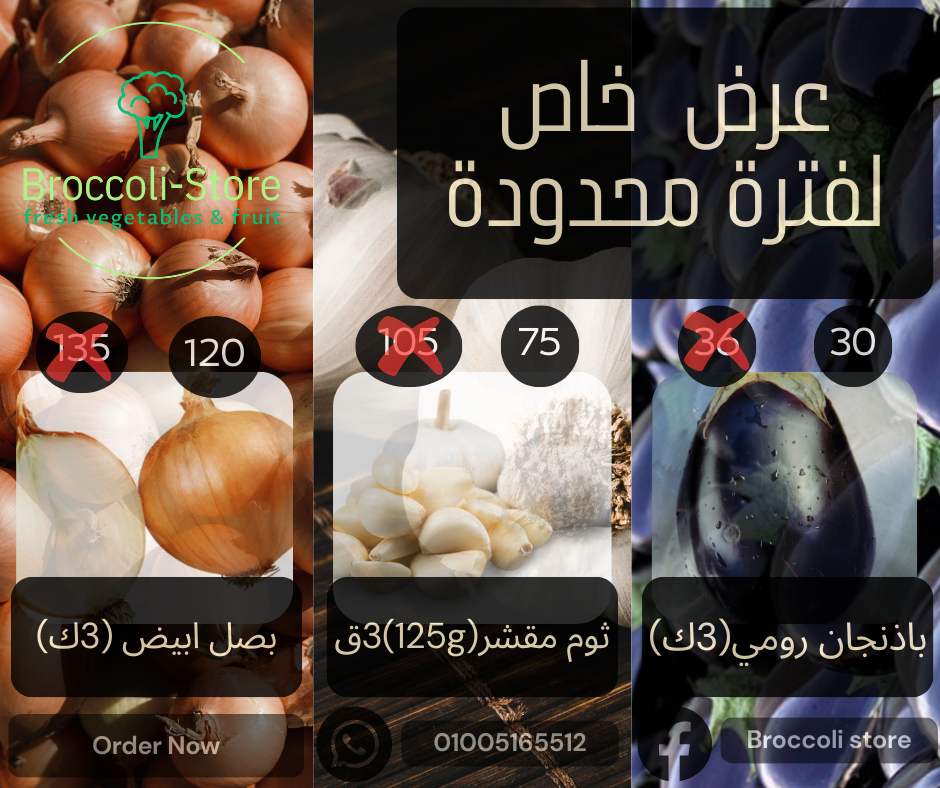 Broccoli-Store
fresh vegetables & fruit
عرض خاص
لفترة محدودة
135
120
105
75
36
30
بصل ابيض (3ك)
ثوم مقشر(125g)3ق
باذنجان رومي(3ك)
Order Now
01005165512
Broccoli store